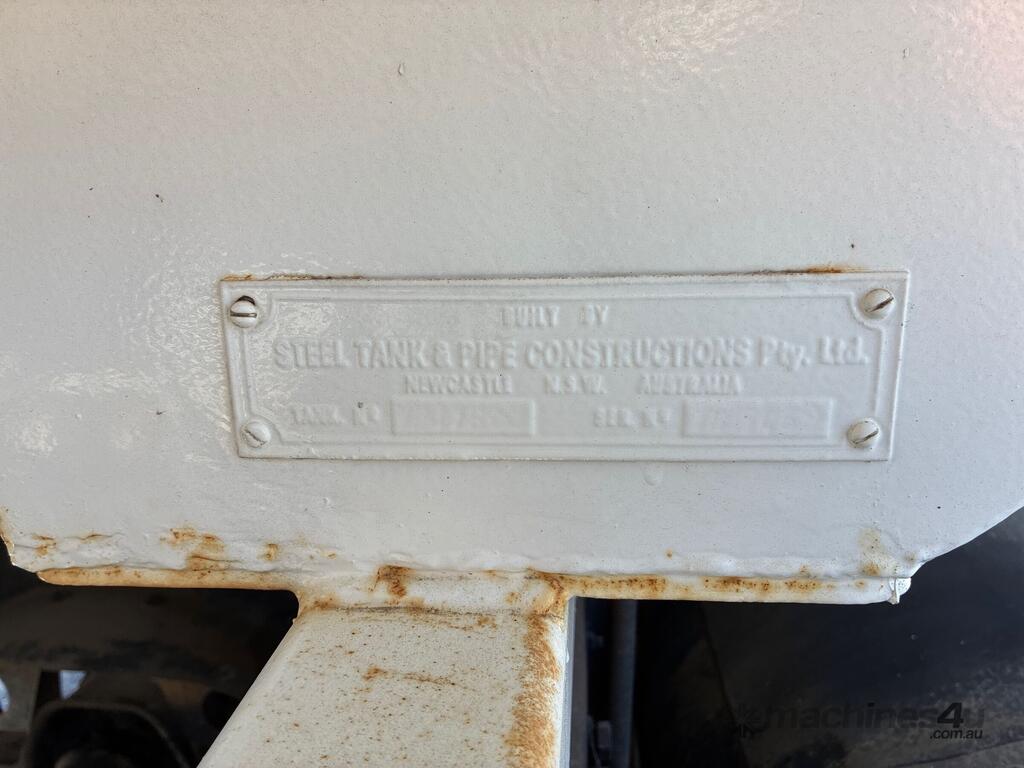 BUILT BY
STEEL TANK & PIPE CONSTRUCTIONS Pty. Ltd.
NEWCASTLE N.S.W. AUSTRALIA
TANK No SER. No
machines4u
.com.au